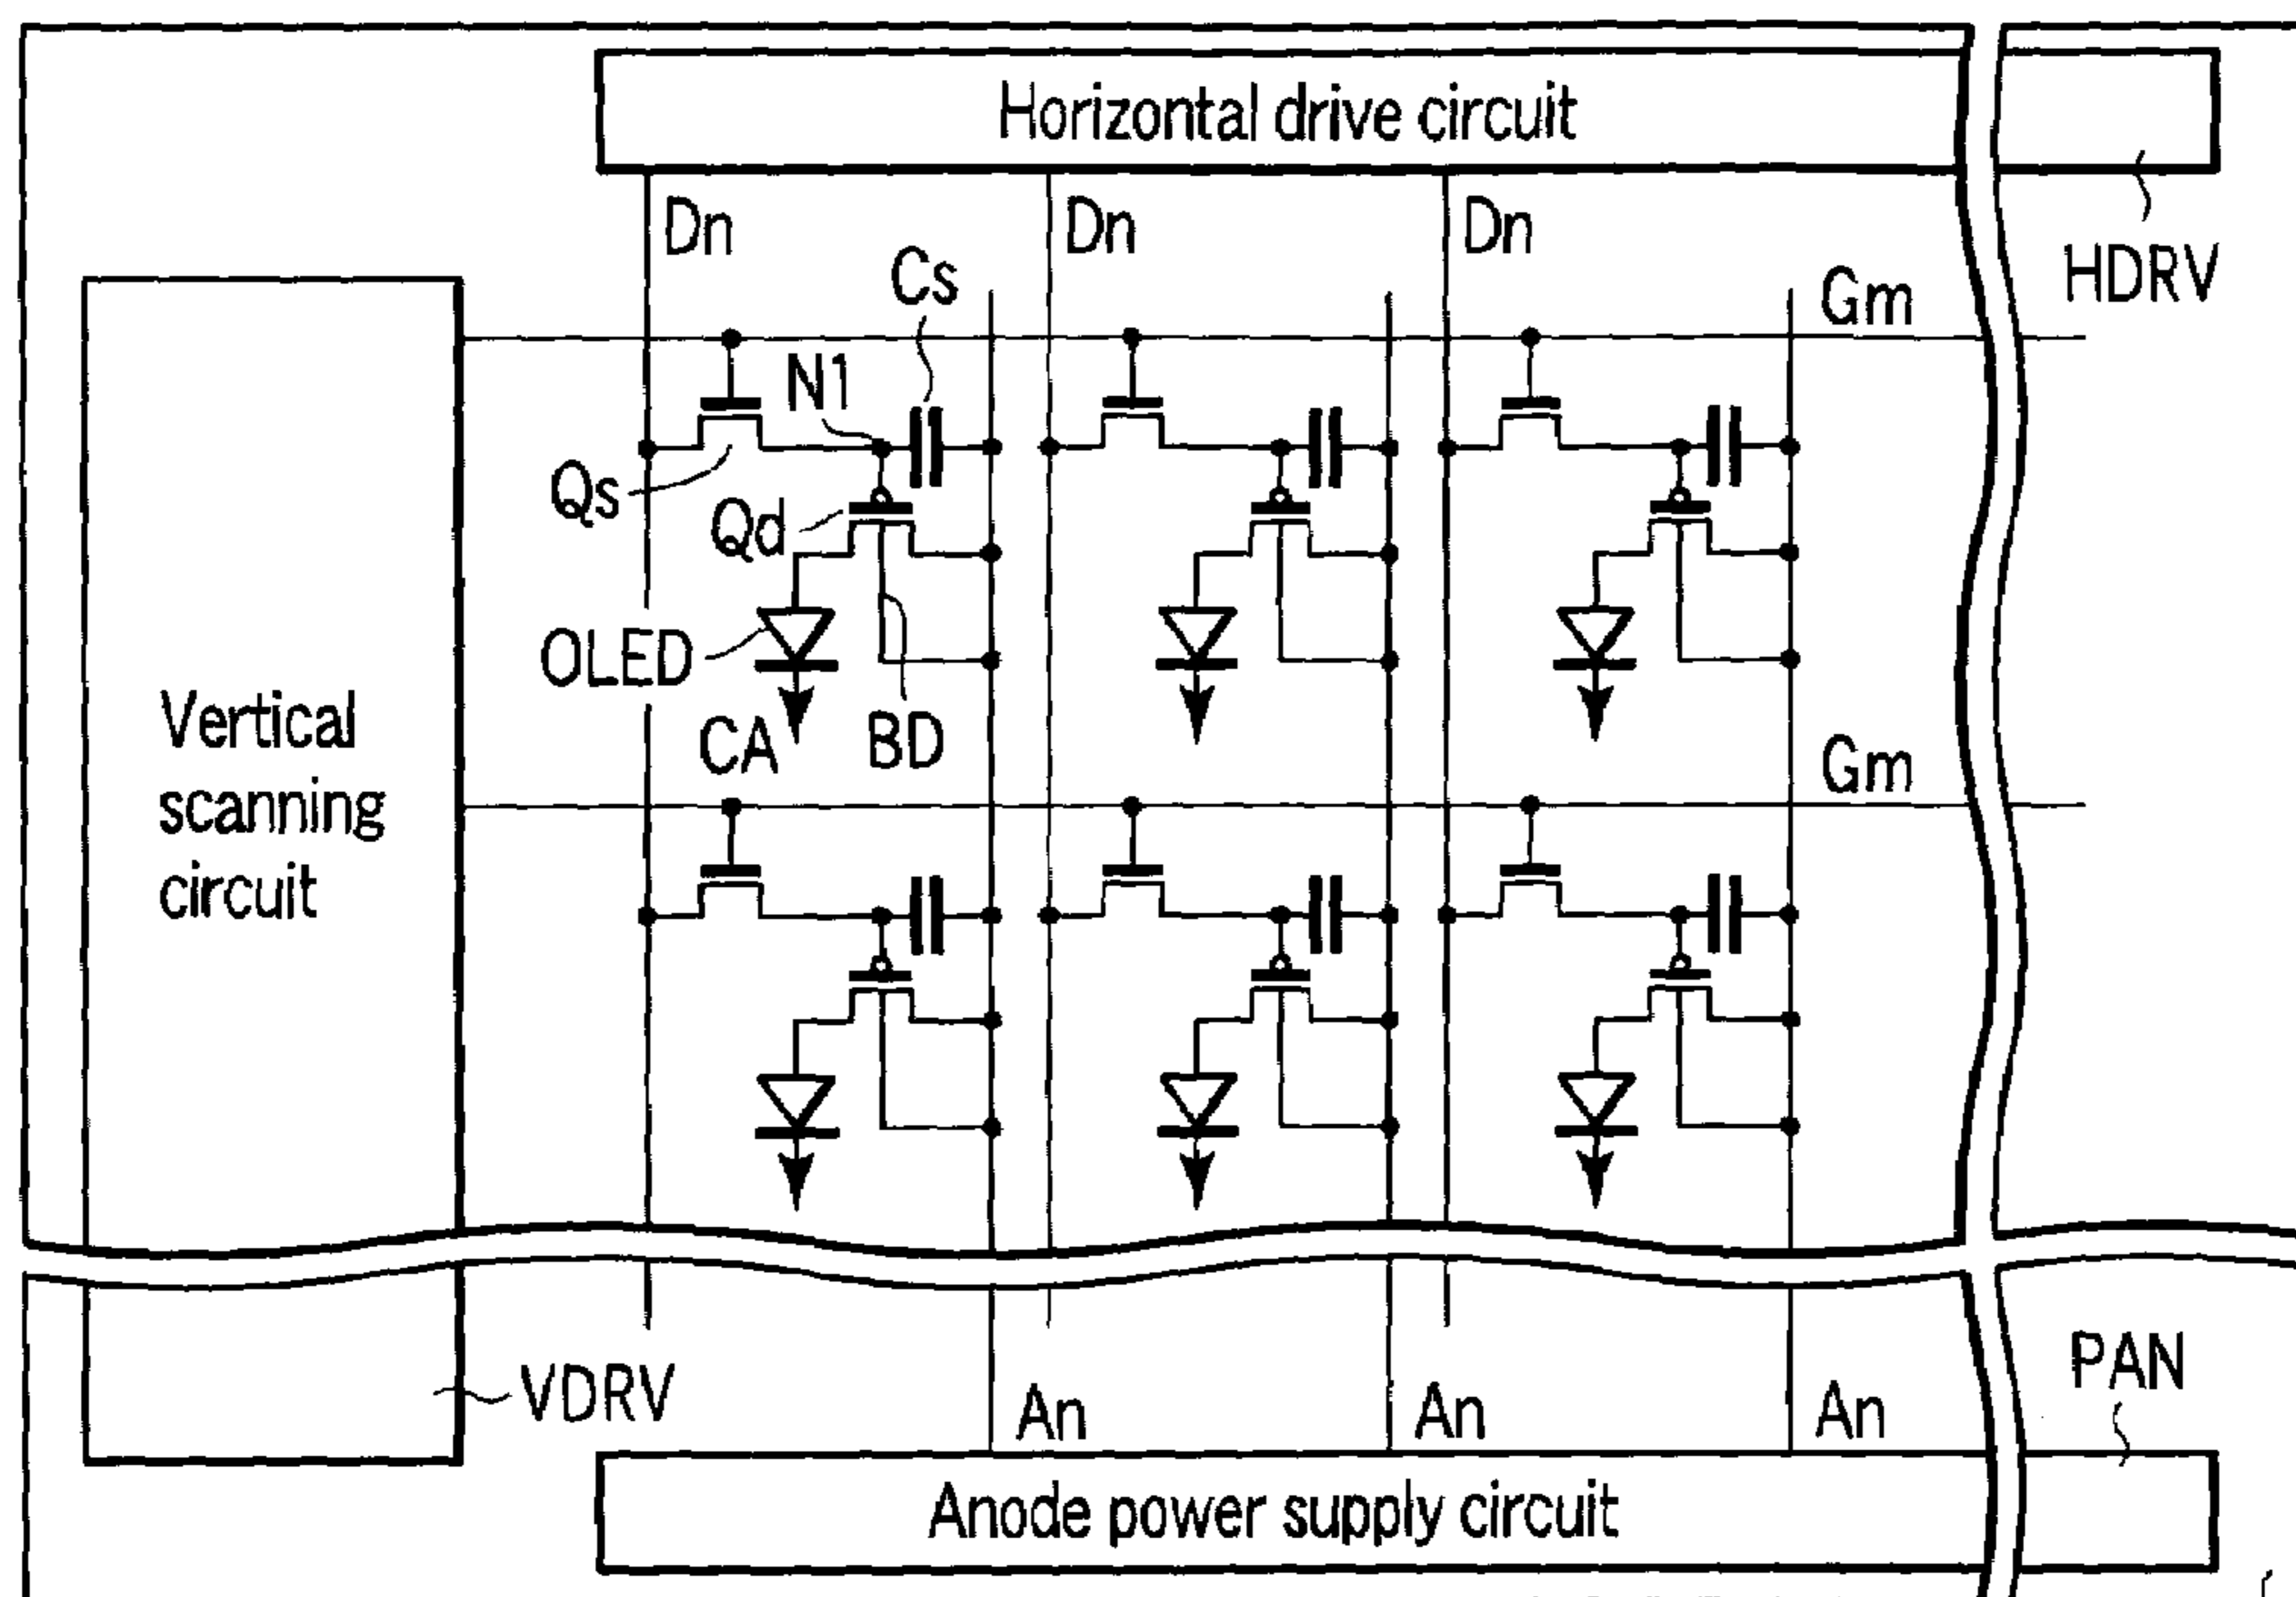 Horizontal drive circuit
Dn
Dn
Dn
HDRV
Cs
Gm
N1
Qs
Qd
OLED
CA
BD
Gm
Vertical
scanning
circuit
VDRV
An
An
An
PAN
Anode power supply circuit